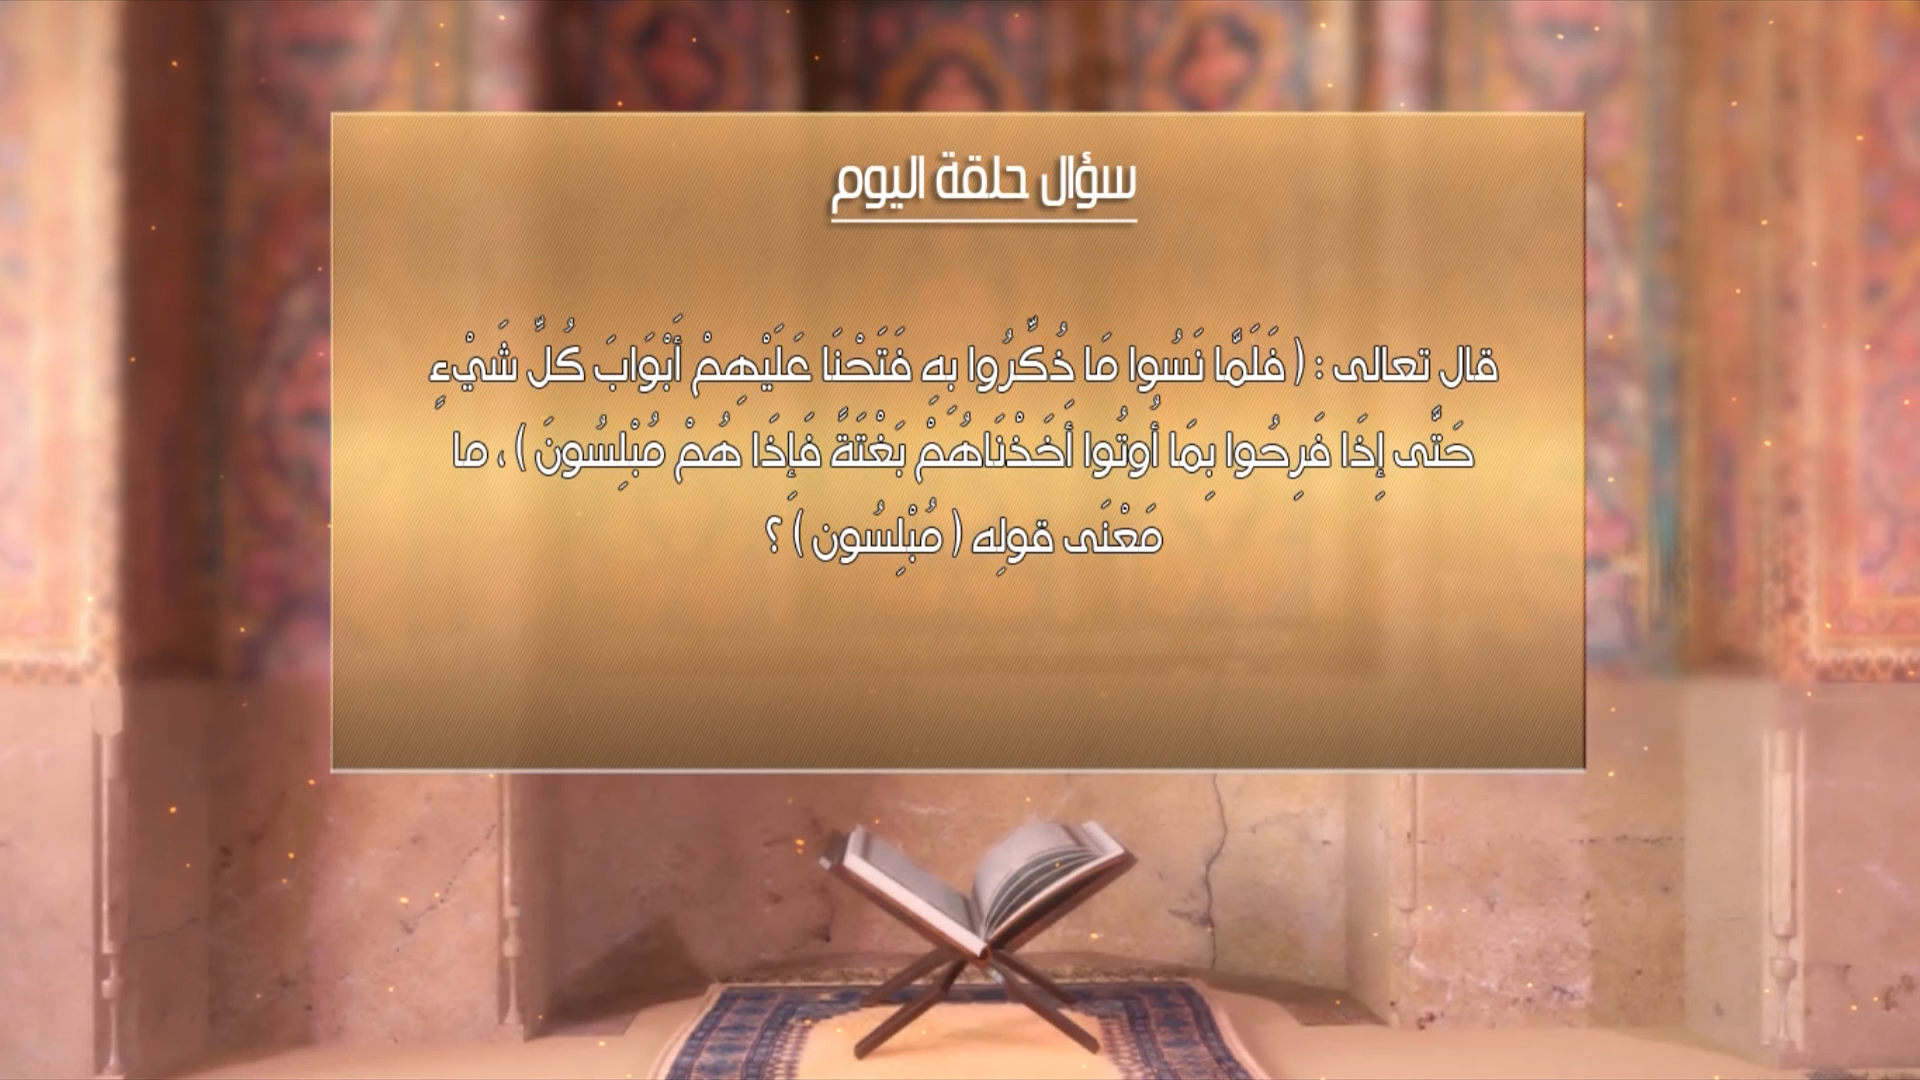 سؤال حلقة اليوم
قال تعالى : ( فَلَمَّا نَسُوا مَا ذُكِّرُوا بِهِ فَتَحْنَا عَلَيْهِمْ أَبْوَابَ كُلِّ شَيْءٍ
حَتَّى إِذَا فَرِحُوا بِمَا أُوتُوا أَخَذْنَاهُمْ بَغْتَةً فَإِذَا هُمْ مُبْلِسُونَ ) ، ما
مَعْنَى قولِه ( مُبْلِسُون ) ؟